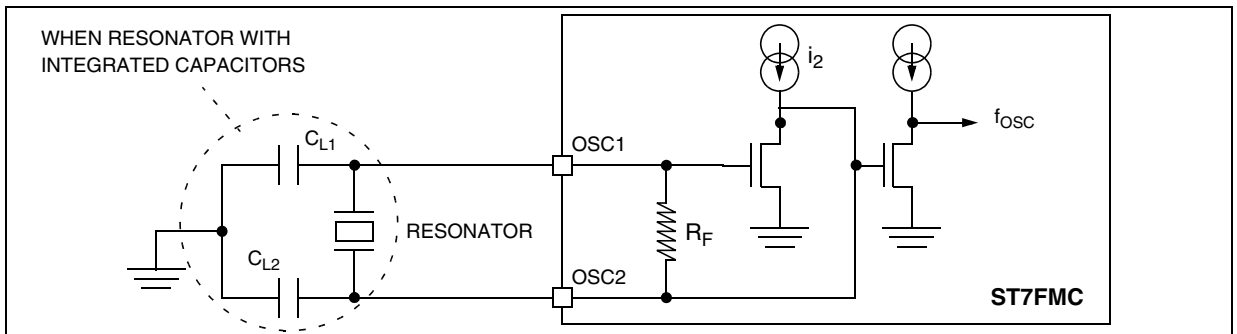 WHEN RESONATOR WITH
INTEGRATED CAPACITORS
i2
fOSC
CL1
OSC1
RESONATOR
RF
CL2
OSC2
ST7FMC